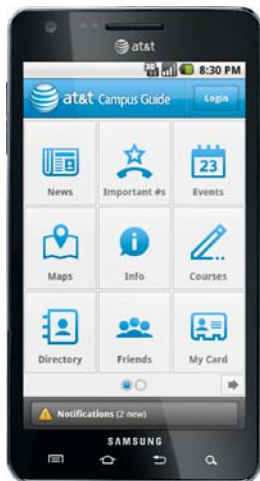 at&t
3G 8:30 PM
at&t Campus Guide Login
News Important #s Events
23
Maps Info Courses
Directory Friends My Card
Notifications (2 new)
SAMSUNG